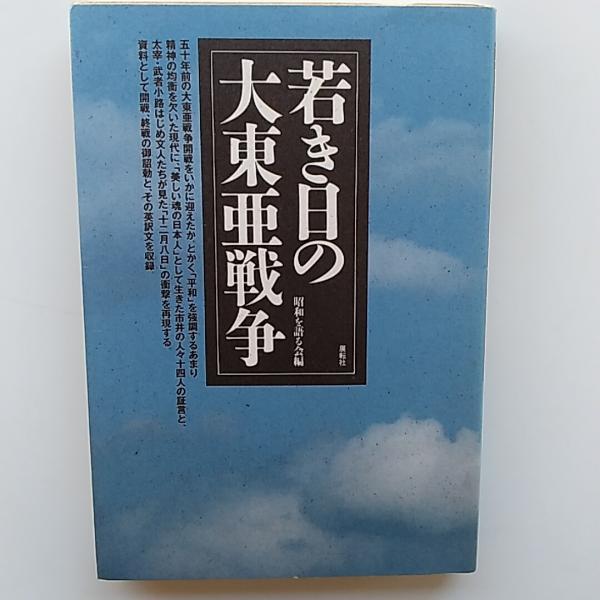 若き日の
大東亜戦争
昭和を語る会編
展転社
五十年前の大東亜戦争開戦をいかに迎えたか。とかく「平和」を強調するあまり
精神の均衡を欠いた現代に、「美しい魂の日本人」として生きた市井の人々十四人の証言と、
太宰・武者小路はじめ文人たちが見た「十二月八日」の衝撃を再現する。
資料として開戦、終戦の御詔勅と、その英訳文を収録